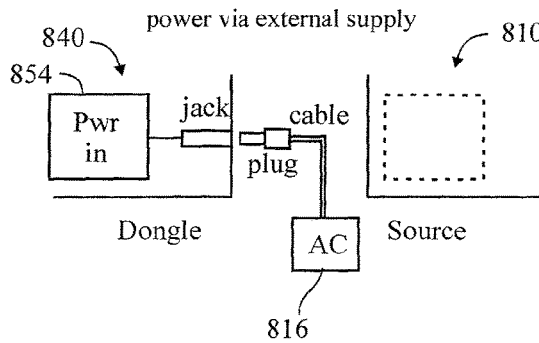 power via external supply
840
810
854
jack
cable
Pwr
in
plug
Dongle
AC
Source
816